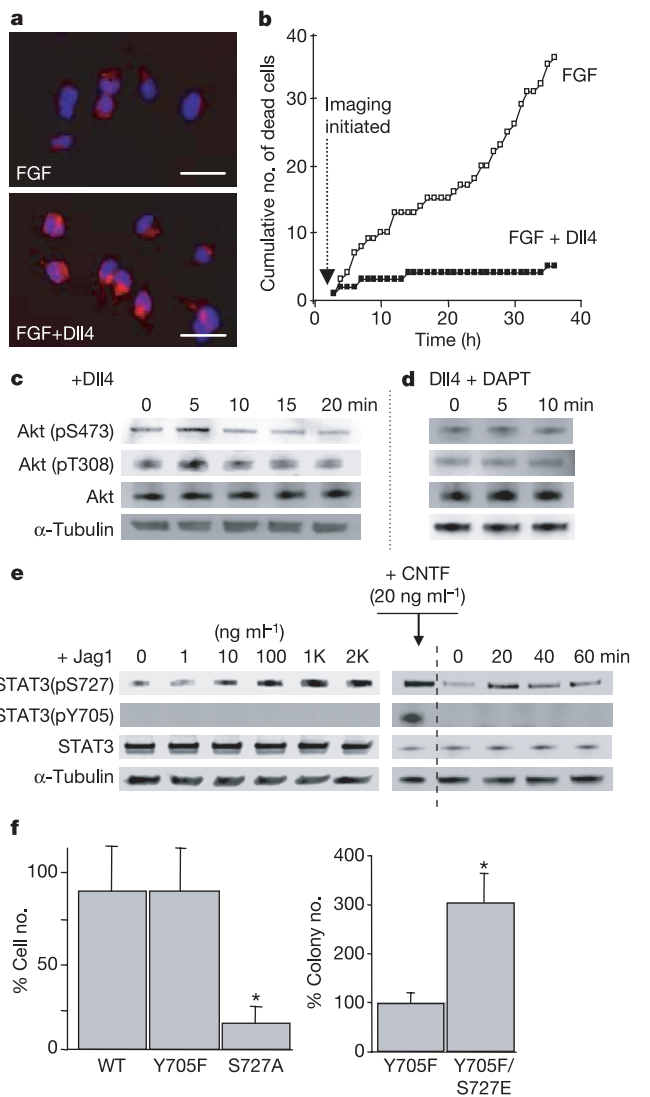 a
FGF
FGF+Dll4
b
Cumulative no. of dead cells
40
30
20
10
0
Imaging
initiated
FGF
FGF + Dll4
0 10 20 30 40
Time (h)
c +Dll4
0 5 10 15 20 min
Akt (pS473)
Akt (pT308)
Akt
α-Tubulin
d Dll4 + DAPT
0 5 10 min
e
+ CNTF
(20 ng ml⁻¹)
(ng ml⁻¹)
+ Jag1 0 1 10 100 1K 2K
0 20 40 60 min
STAT3(pS727)
STAT3(pY705)
STAT3
α-Tubulin
f
% Cell no.
100
50
0
*
WT Y705F S727A
% Colony no.
400
300
200
100
0
*
Y705F Y705F/
S727E